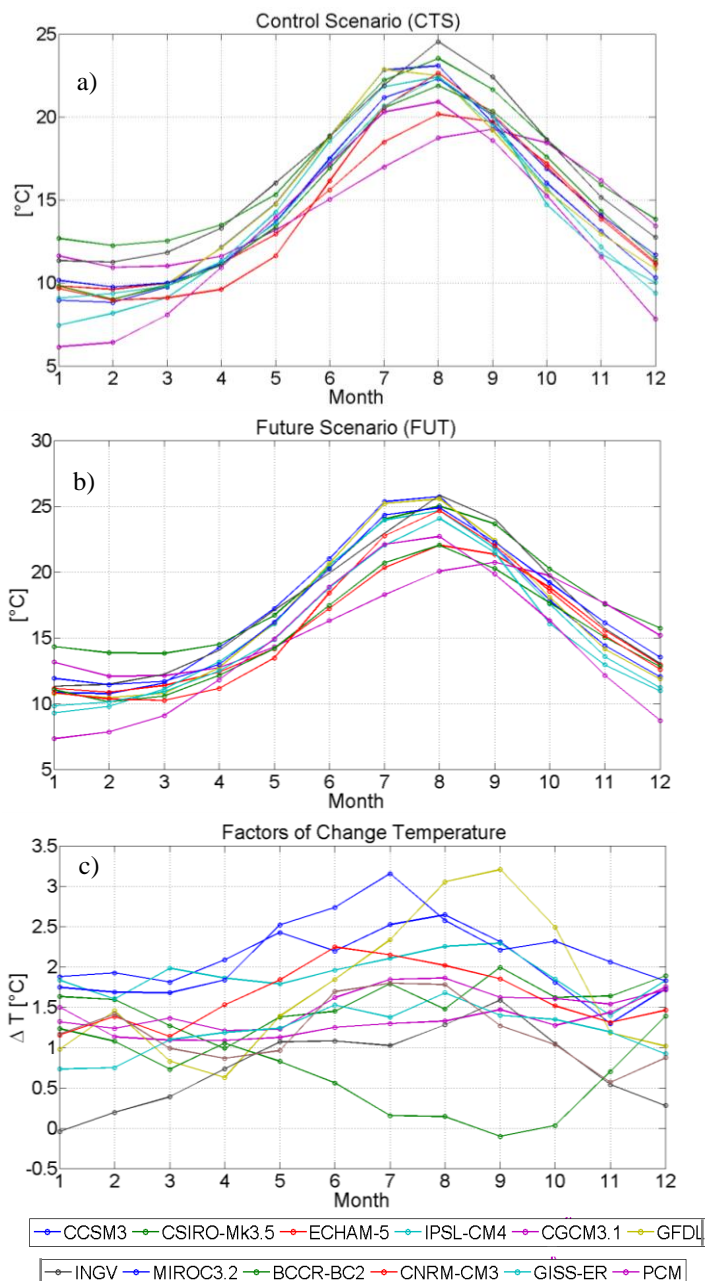 Control Scenario (CTS)
a)
[°C]
25
20
15
10
5
1 2 3 4 5 6 7 8 9 10 11 12
Month
Future Scenario (FUT)
b)
[°C]
30
25
20
15
10
5
1 2 3 4 5 6 7 8 9 10 11 12
Month
Factors of Change Temperature
c)
Δ T [°C]
3.5
3
2.5
2
1.5
1
0.5
0
-0.5
1 2 3 4 5 6 7 8 9 10 11 12
Month
CCSM3 CSIRO-Mk3.5 ECHAM-5 IPSL-CM4 CGCM3.1 GFDL
INGV MIROC3.2 BCCR-BC2 CNRM-CM3 GISS-ER PCM